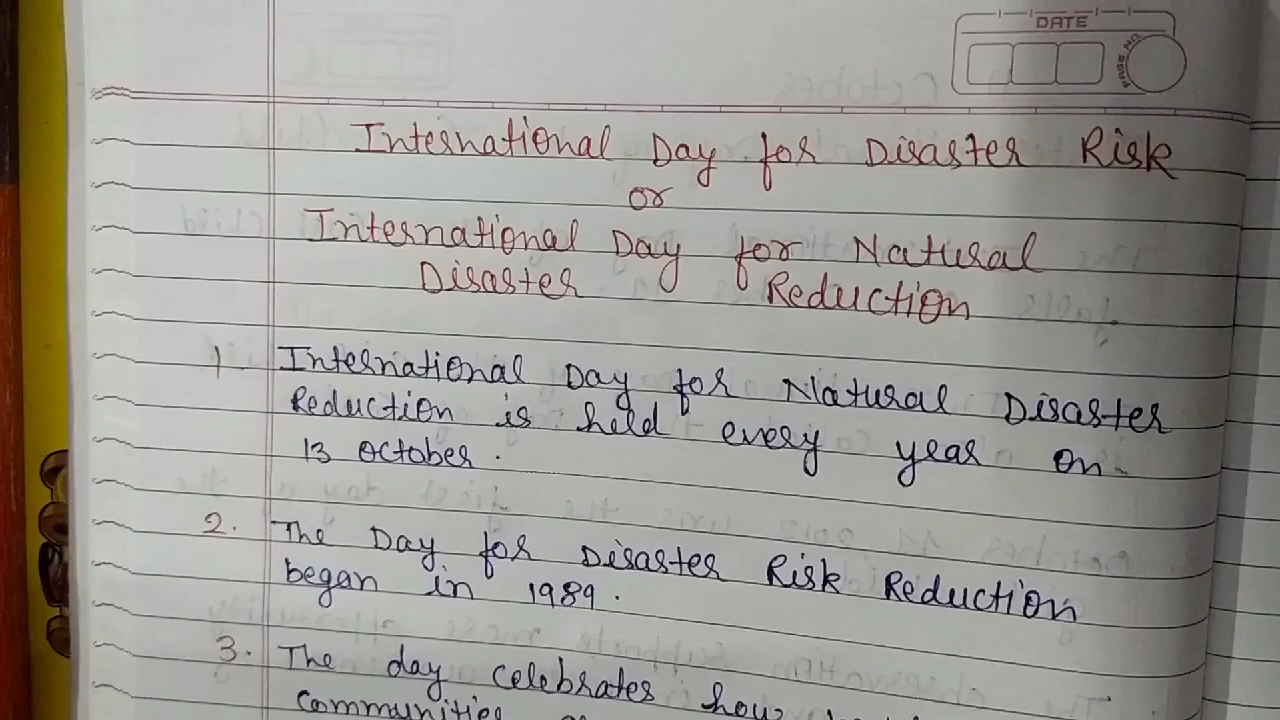 DATE
PAGE NO.
International Day for Disaster Risk
or
International Day for Natural
Disaster Reduction
1. International Day for Natural Disaster
Reduction is held every year on
13 October.
2. The Day for Disaster Risk Reduction
began in 1989.
3. The day celebrates how
communities